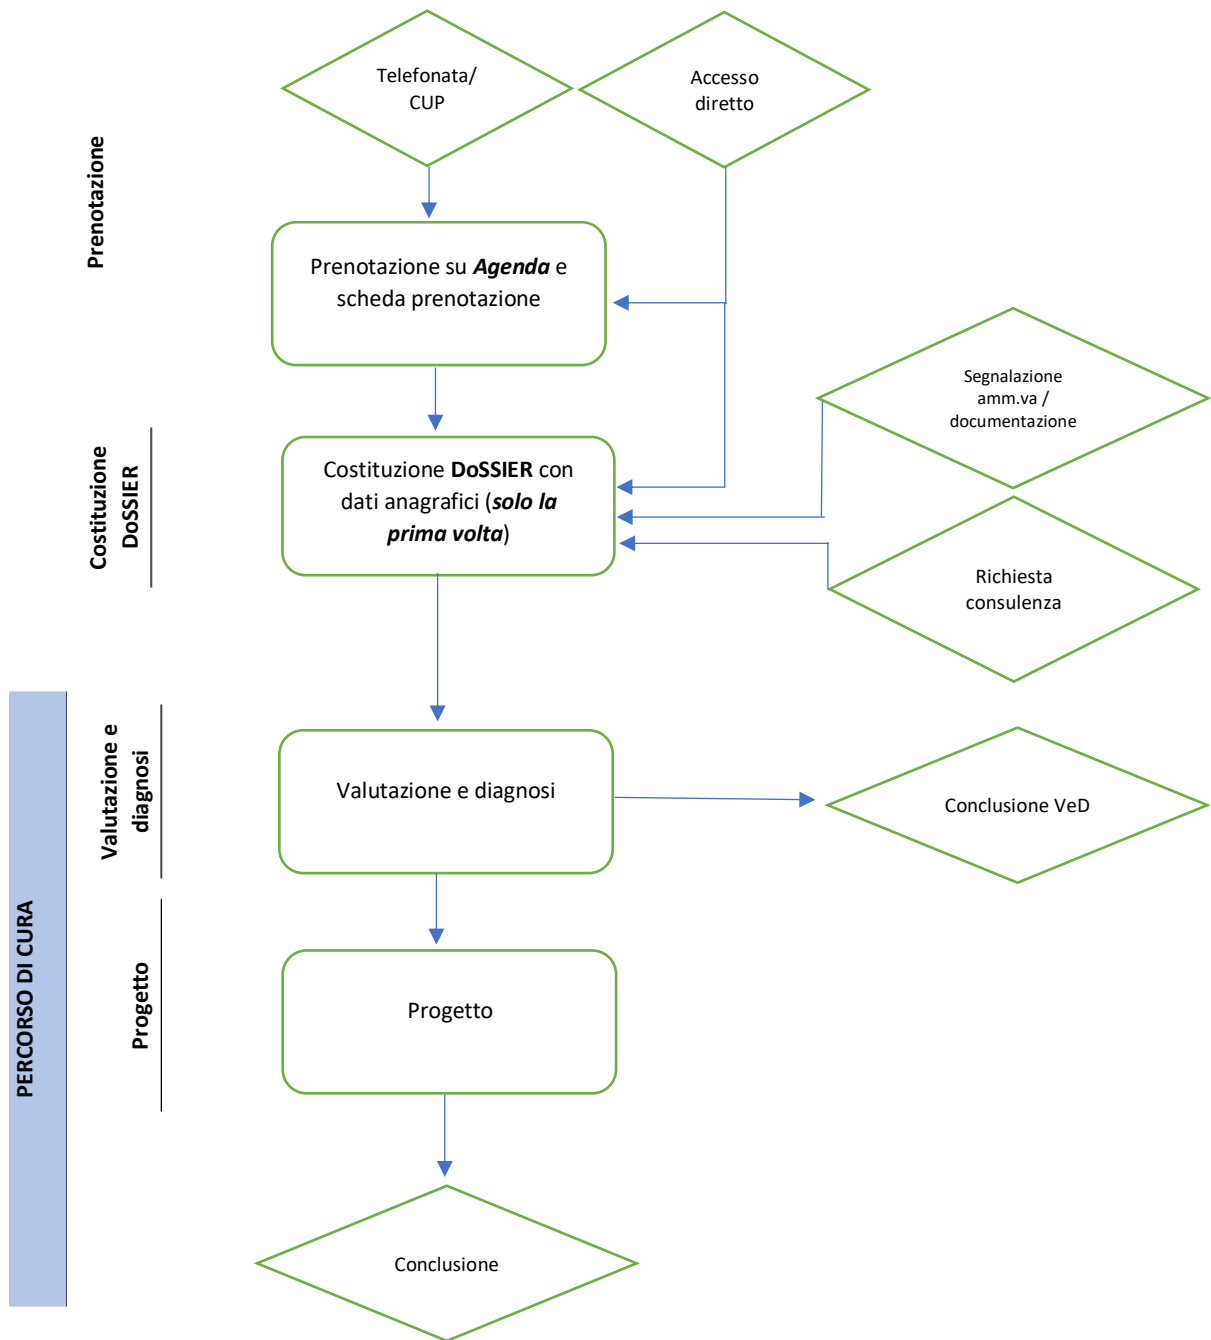 Telefonata/
CUP
Accesso
diretto
Prenotazione
Prenotazione su Agenda e
scheda prenotazione
Segnalazione
amm.va /
documentazione
Costituzione
DoSSIER
Costituzione DoSSIER con
dati anagrafici (solo la
prima volta)
Richiesta
consulenza
Valutazione e
diagnosi
Valutazione e diagnosi
Conclusione VeD
PERCORSO DI CURA
Progetto
Progetto
Conclusione